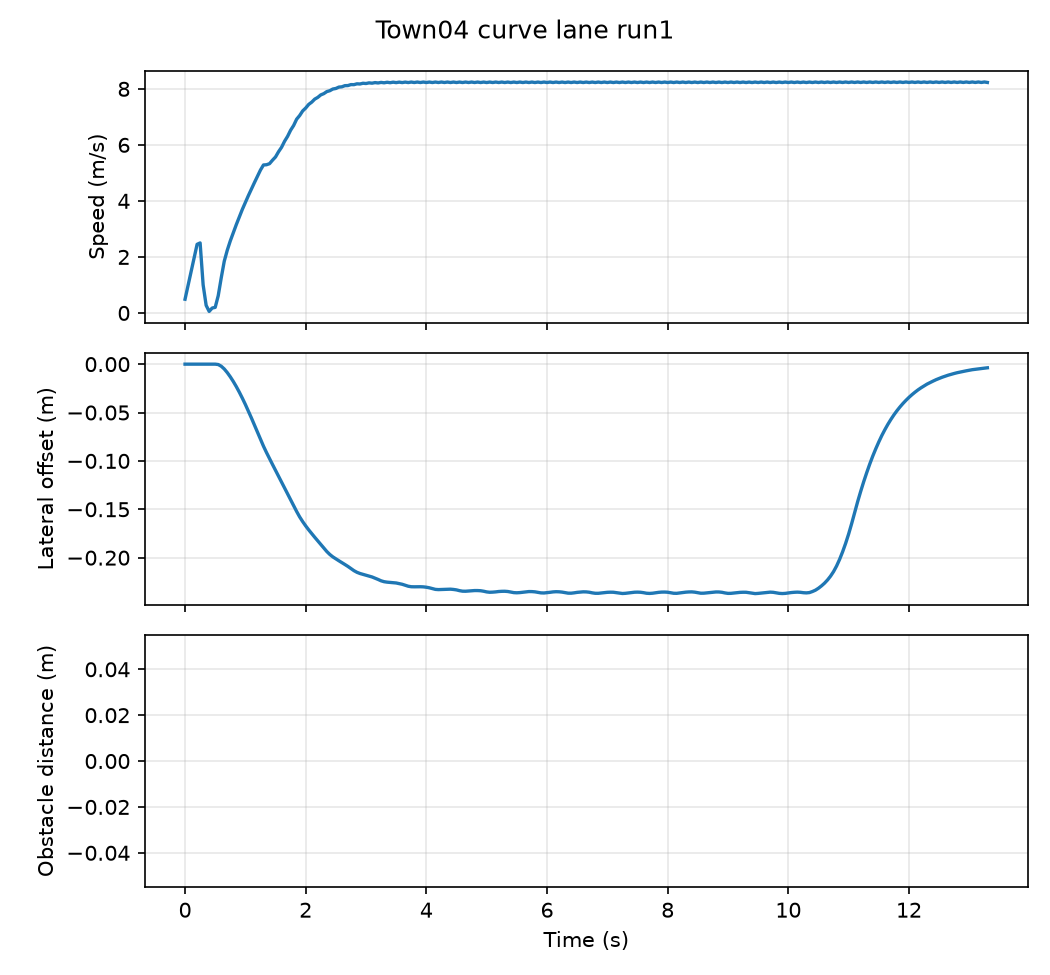 Town04 curve lane run1
Speed (m/s)
8
6
4
2
0
Lateral offset (m)
0.00
−0.05
−0.10
−0.15
−0.20
Obstacle distance (m)
0.04
0.02
0.00
−0.02
−0.04
0 2 4 6 8 10 12
Time (s)